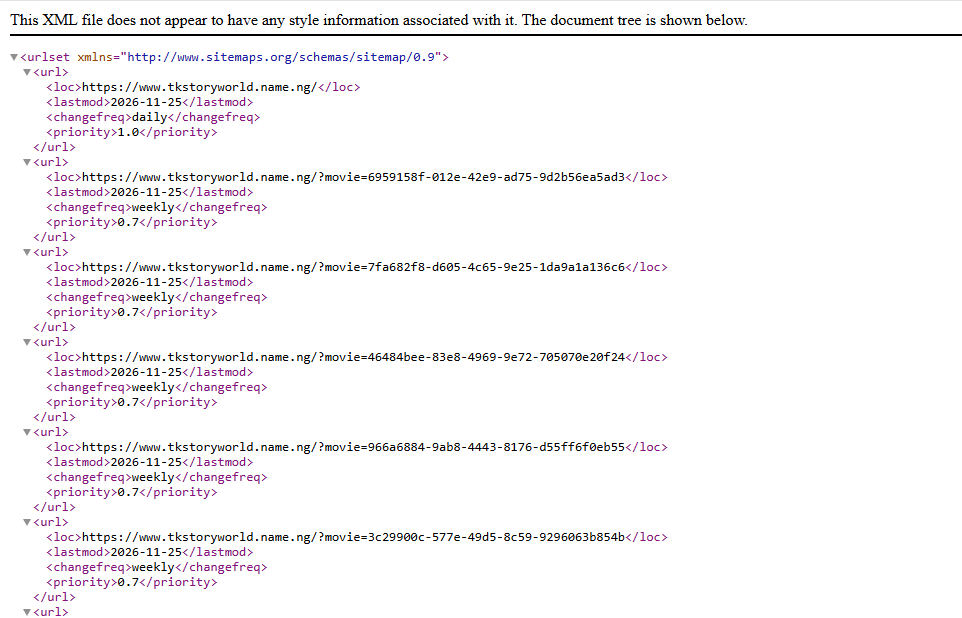 This XML file does not appear to have any style information associated with it. The document tree is shown below.
▼<urlset xmlns="http://www.sitemaps.org/schemas/sitemap/0.9">
▼<url>
<loc>https://www.tkstoryworld.name.ng/</loc>
<lastmod>2026-11-25</lastmod>
<changefreq>daily</changefreq>
<priority>1.0</priority>
</url>
▼<url>
<loc>https://www.tkstoryworld.name.ng/?movie=6959158f-012e-42e9-ad75-9d2b56ea5ad3</loc>
<lastmod>2026-11-25</lastmod>
<changefreq>weekly</changefreq>
<priority>0.7</priority>
</url>
▼<url>
<loc>https://www.tkstoryworld.name.ng/?movie=7fa682f8-d605-4c65-9e25-1da9a1a136c6</loc>
<lastmod>2026-11-25</lastmod>
<changefreq>weekly</changefreq>
<priority>0.7</priority>
</url>
▼<url>
<loc>https://www.tkstoryworld.name.ng/?movie=46484bee-83e8-4969-9e72-705070e20f24</loc>
<lastmod>2026-11-25</lastmod>
<changefreq>weekly</changefreq>
<priority>0.7</priority>
</url>
▼<url>
<loc>https://www.tkstoryworld.name.ng/?movie=966a6884-9ab8-4443-8176-d55ff6f0eb55</loc>
<lastmod>2026-11-25</lastmod>
<changefreq>weekly</changefreq>
<priority>0.7</priority>
</url>
▼<url>
<loc>https://www.tkstoryworld.name.ng/?movie=3c29900c-577e-49d5-8c59-9296063b854b</loc>
<lastmod>2026-11-25</lastmod>
<changefreq>weekly</changefreq>
<priority>0.7</priority>
</url>
▼<url>